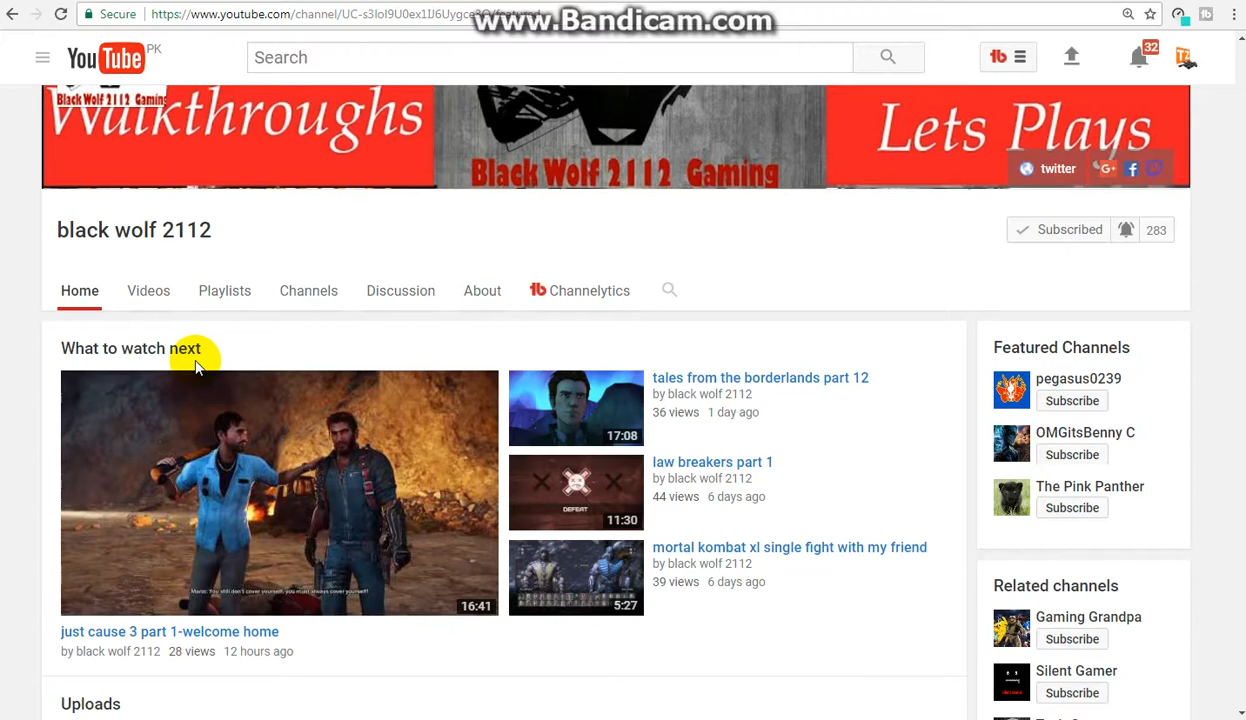 www.Bandicam.com
Secure https://www.youtube.com/channel/
YouTube PK
Search
32
Walkthroughs
Lets Plays
Black Wolf 2112 Gaming
Black Wolf 2112 Gaming
twitter
black wolf 2112
Subscribed 283
Home Videos Playlists Channels Discussion About Channelytics
What to watch next
just cause 3 part 1-welcome home
by black wolf 2112 28 views 12 hours ago
16:41
tales from the borderlands part 12
by black wolf 2112
36 views 1 day ago
17:08
law breakers part 1
by black wolf 2112
44 views 6 days ago
DEFEAT
11:30
mortal kombat xl single fight with my friend
by black wolf 2112
39 views 6 days ago
5:27
Uploads
Featured Channels
pegasus0239
Subscribe
OMGitsBenny C
Subscribe
The Pink Panther
Subscribe
Related channels
Gaming Grandpa
Subscribe
Silent Gamer
Subscribe